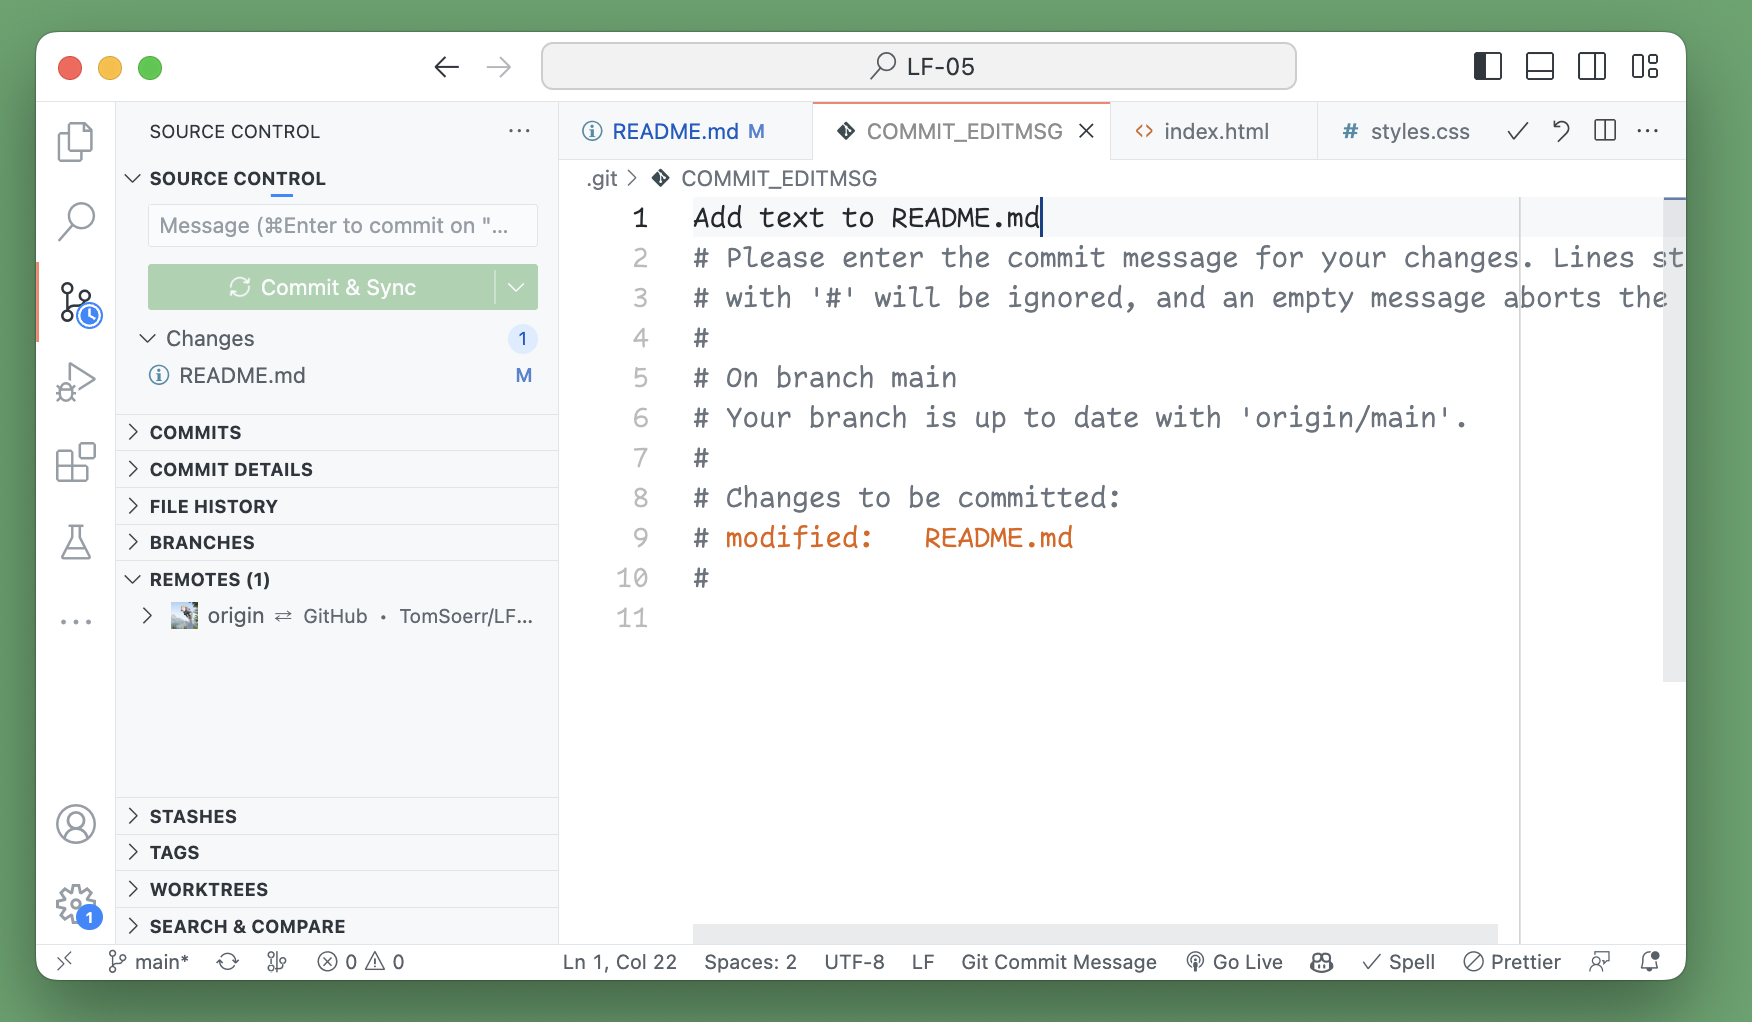 LF-05
SOURCE CONTROL
SOURCE CONTROL
Message (⌘Enter to commit on "...
Commit & Sync
Changes 1
README.md M
COMMITS
COMMIT DETAILS
FILE HISTORY
BRANCHES
REMOTES (1)
origin ⇄ GitHub • TomSoerr/LF...
STASHES
TAGS
WORKTREES
SEARCH & COMPARE
1
README.md M
COMMIT_EDITMSG
index.html
# styles.css
.git > COMMIT_EDITMSG
1 Add text to README.md
2 # Please enter the commit message for your changes. Lines st
3 # with '#' will be ignored, and an empty message aborts the
4 #
5 # On branch main
6 # Your branch is up to date with 'origin/main'.
7 #
8 # Changes to be committed:
9 # modified:   README.md
10 #
11
main* 0 0 Ln 1, Col 22 Spaces: 2 UTF-8 LF Git Commit Message Go Live Spell Prettier